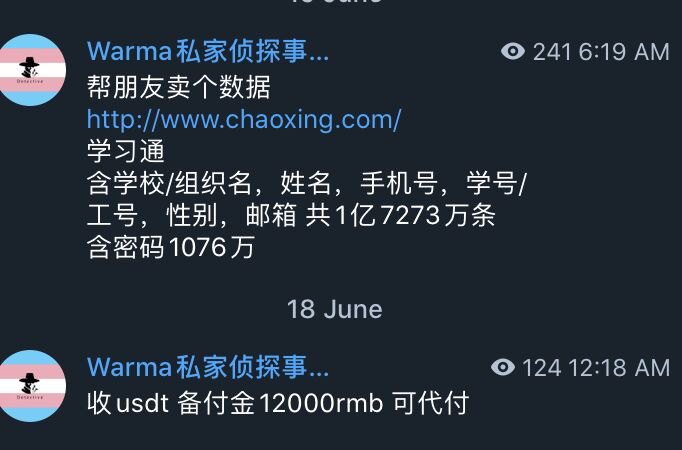 Warma私家侦探事...
241 6:19 AM
帮朋友卖个数据
http://www.chaoxing.com/
学习通
含学校/组织名，姓名，手机号，学号/
工号，性别，邮箱 共1亿7273万条
含密码1076万
18 June
Warma私家侦探事...
124 12:18 AM
收usdt 备付金12000rmb 可代付